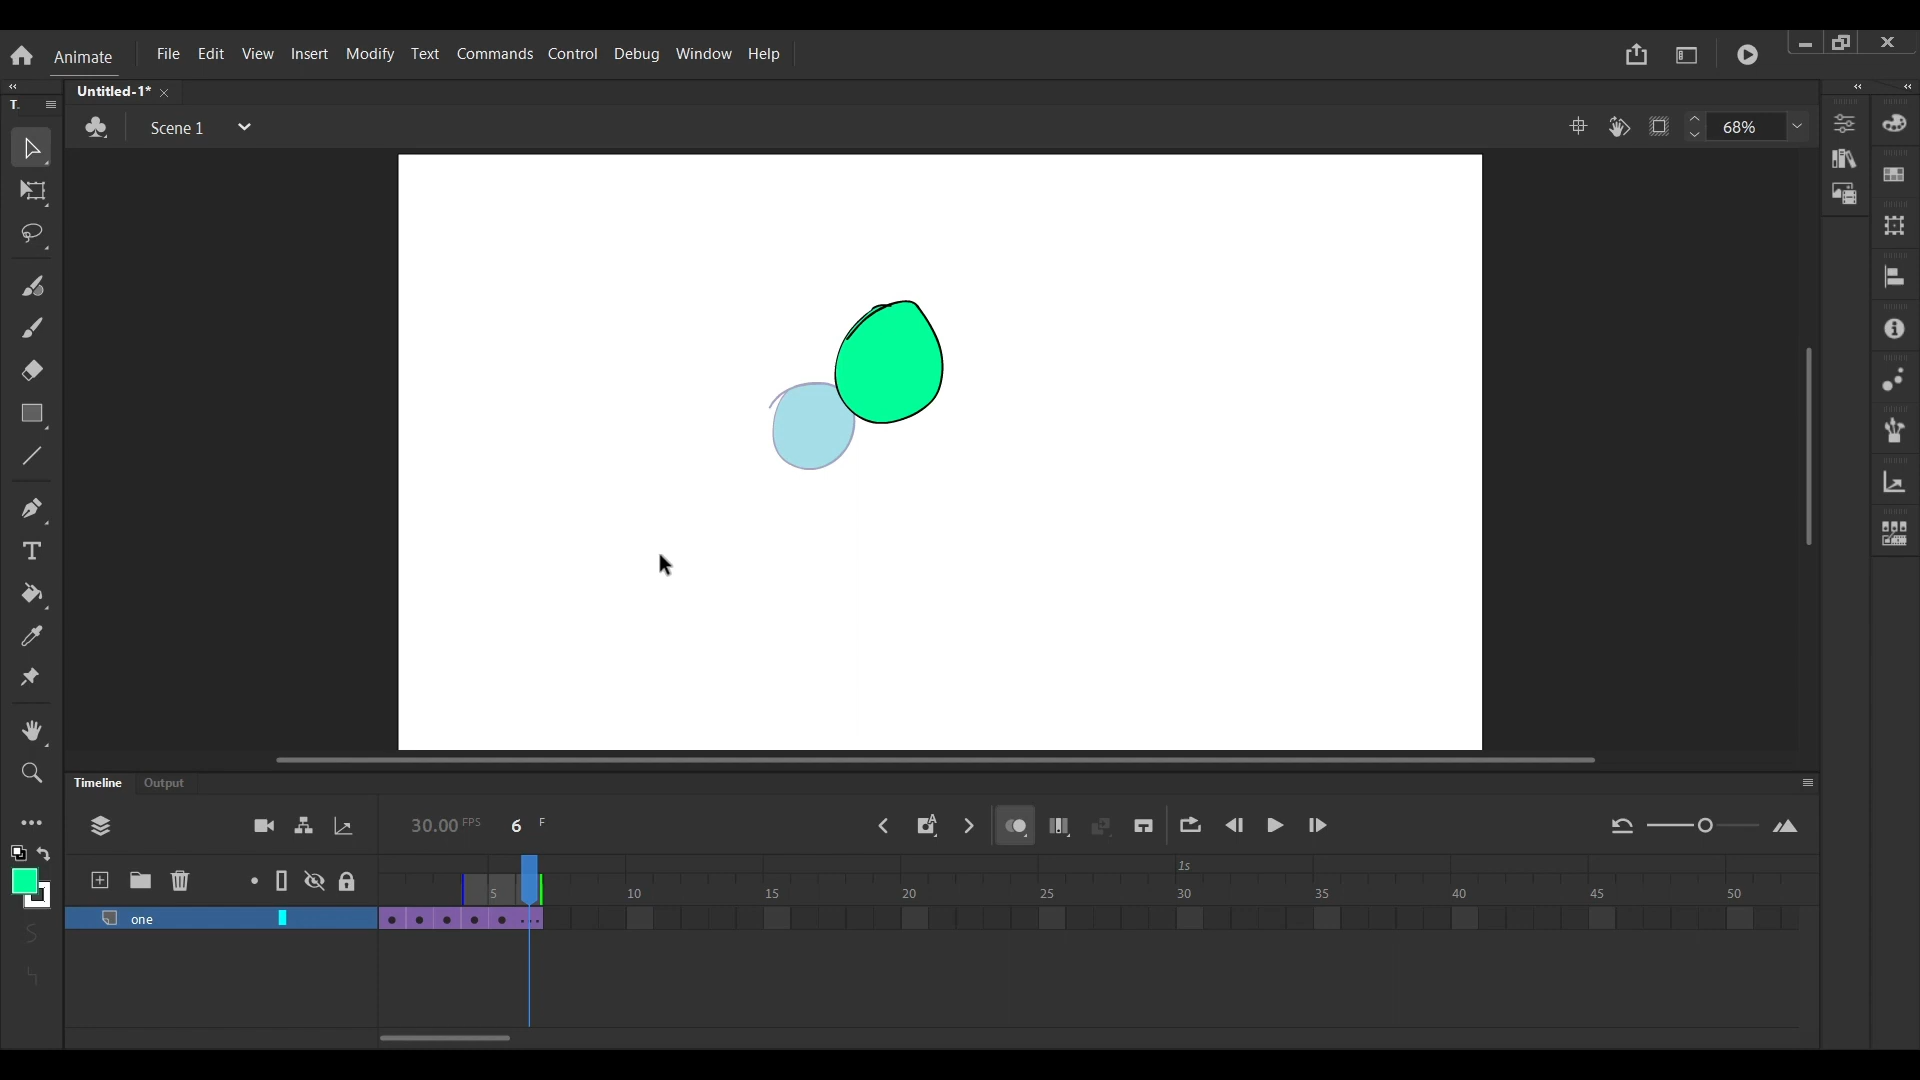 Animate File Edit View Insert Modify Text Commands Control Debug Window Help
Untitled-1*
T.
Scene 1
68%
Timeline Output
30.00 FPS 6 F
1s
5 10 15 20 25 30 35 40 45 50
one